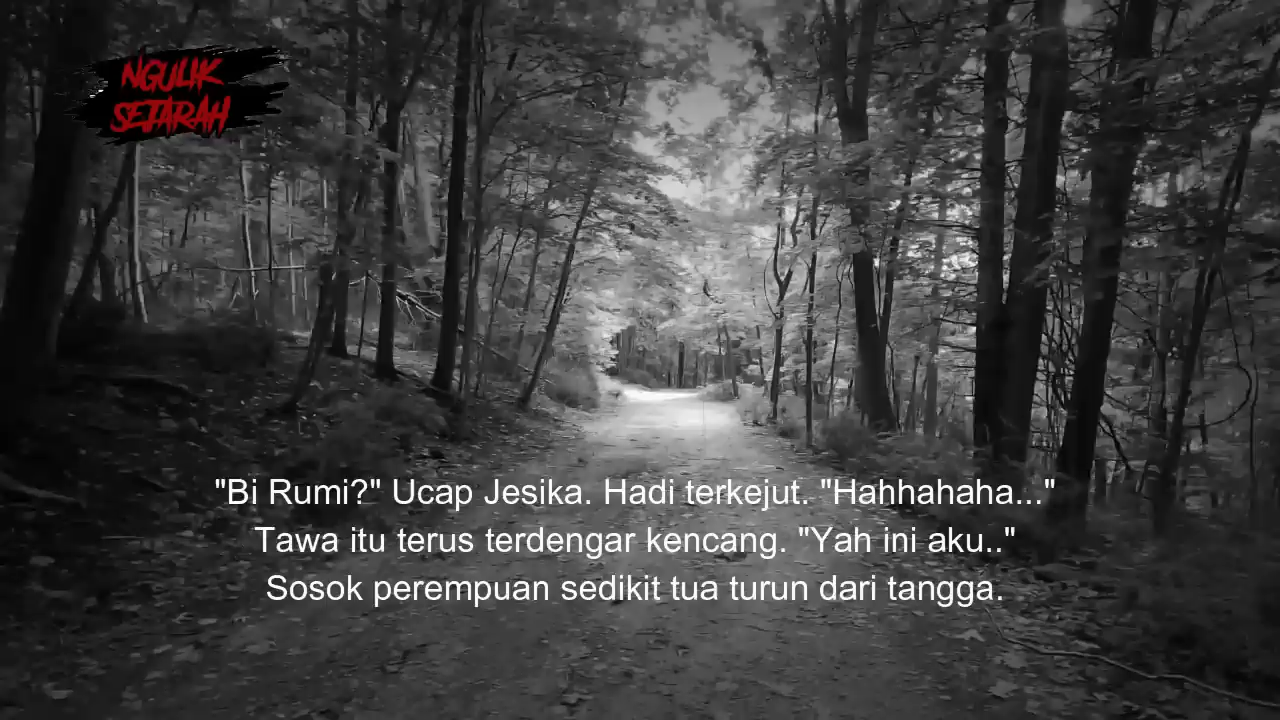 NGULIK
SEJARAH
"Bi Rumi?" Ucap Jesika. Hadi terkejut. "Hahhahaha..."
Tawa itu terus terdengar kencang. "Yah ini aku.."
Sosok perempuan sedikit tua turun dari tangga.